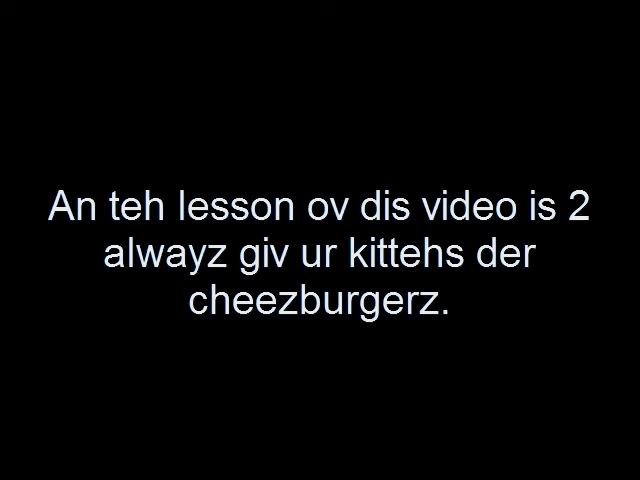 An teh lesson ov dis video is 2
alwayz giv ur kittehs der
cheezburgerz.